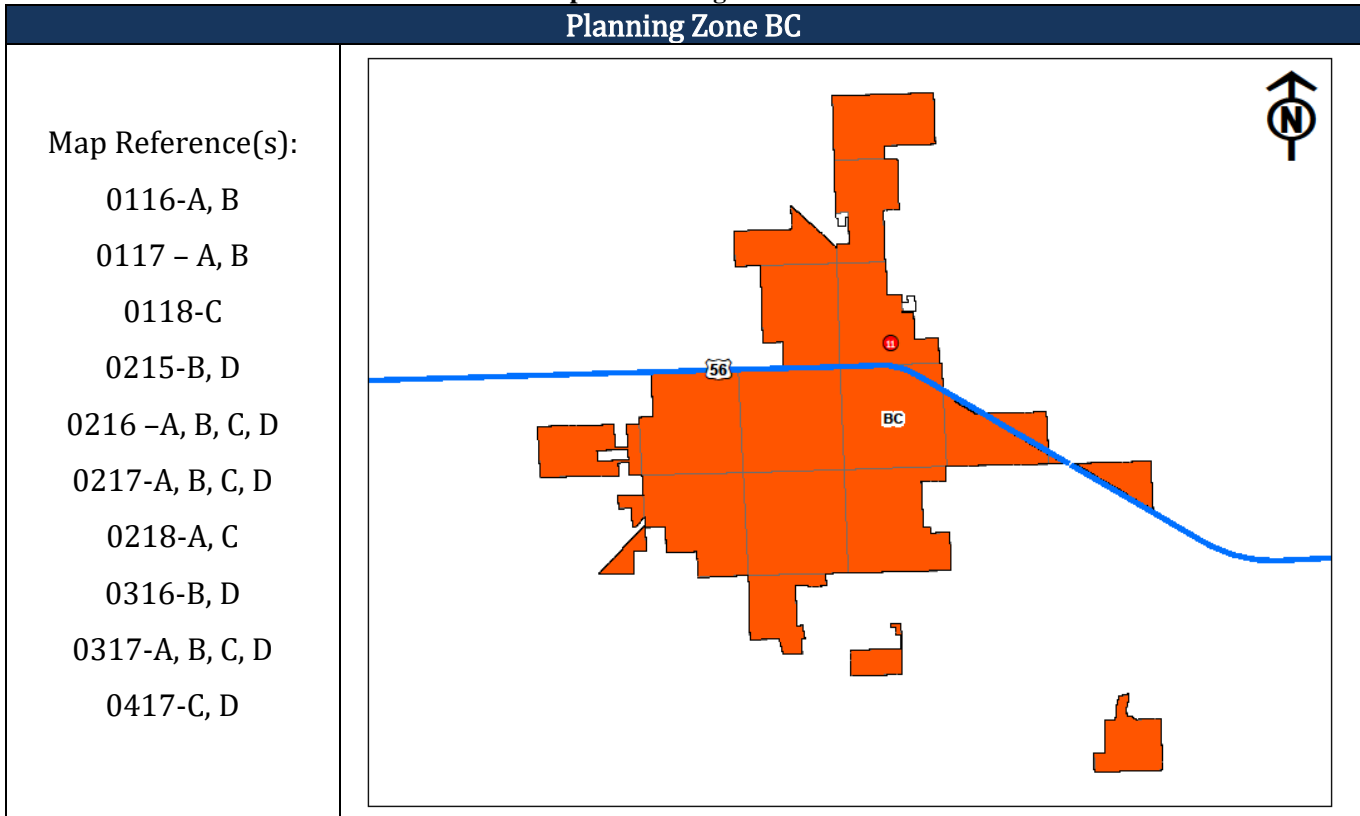 Planning Zone BC
Map Reference(s):
0116-A, B
0117 – A, B
0118-C
0215-B, D
0216 –A, B, C, D
0217-A, B, C, D
0218-A, C
0316-B, D
0317-A, B, C, D
0417-C, D
N
11
56
BC